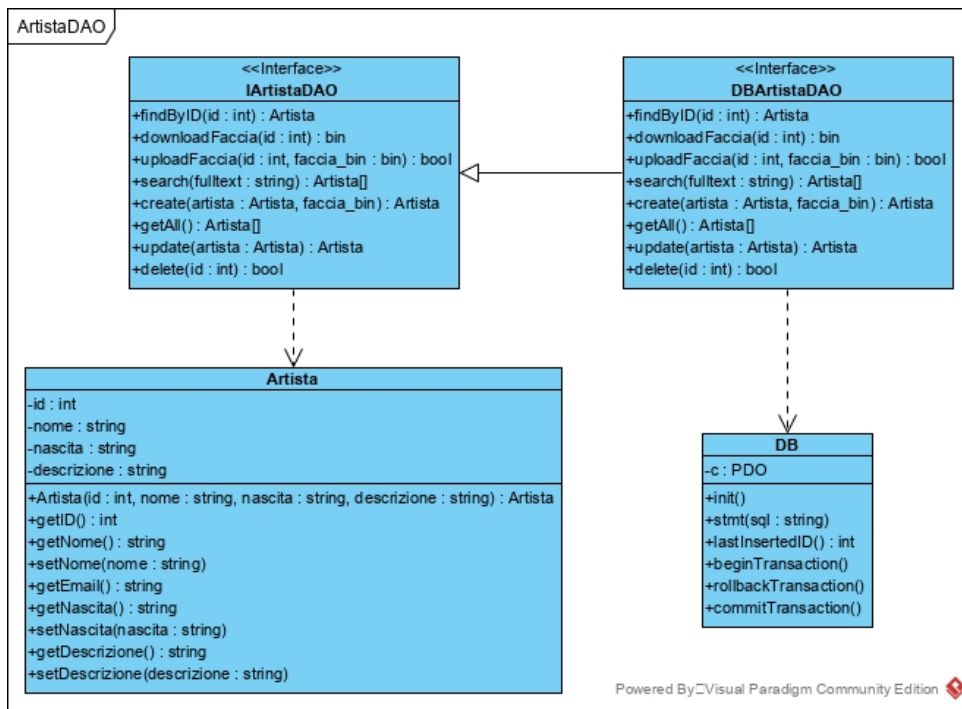 ArtistaDAO
<<Interface>>
IArtistaDAO
+findByID(id : int) : Artista
+downloadFaccia(id : int) : bin
+uploadFaccia(id : int, faccia_bin : bin) : bool
+search(fulltext : string) : Artista[]
+create(artista : Artista, faccia_bin) : Artista
+getAll() : Artista[]
+update(artista : Artista) : Artista
+delete(id : int) : bool
<<Interface>>
DBArtistaDAO
+findByID(id : int) : Artista
+downloadFaccia(id : int) : bin
+uploadFaccia(id : int, faccia_bin : bin) : bool
+search(fulltext : string) : Artista[]
+create(artista : Artista, faccia_bin) : Artista
+getAll() : Artista[]
+update(artista : Artista) : Artista
+delete(id : int) : bool
Artista
-id : int
-nome : string
-nascita : string
-descrizione : string
+Artista(id : int, nome : string, nascita : string, descrizione : string) : Artista
+getID() : int
+getNome() : string
+setNome(nome : string)
+getEmail() : string
+getNascita() : string
+setNascita(nascita : string)
+getDescrizione() : string
+setDescrizione(descrizione : string)
DB
-c : PDO
+init()
+stmt(sql : string)
+lastInsertedID() : int
+beginTransaction()
+rollbackTransaction()
+commitTransaction()
Powered By Visual Paradigm Community Edition